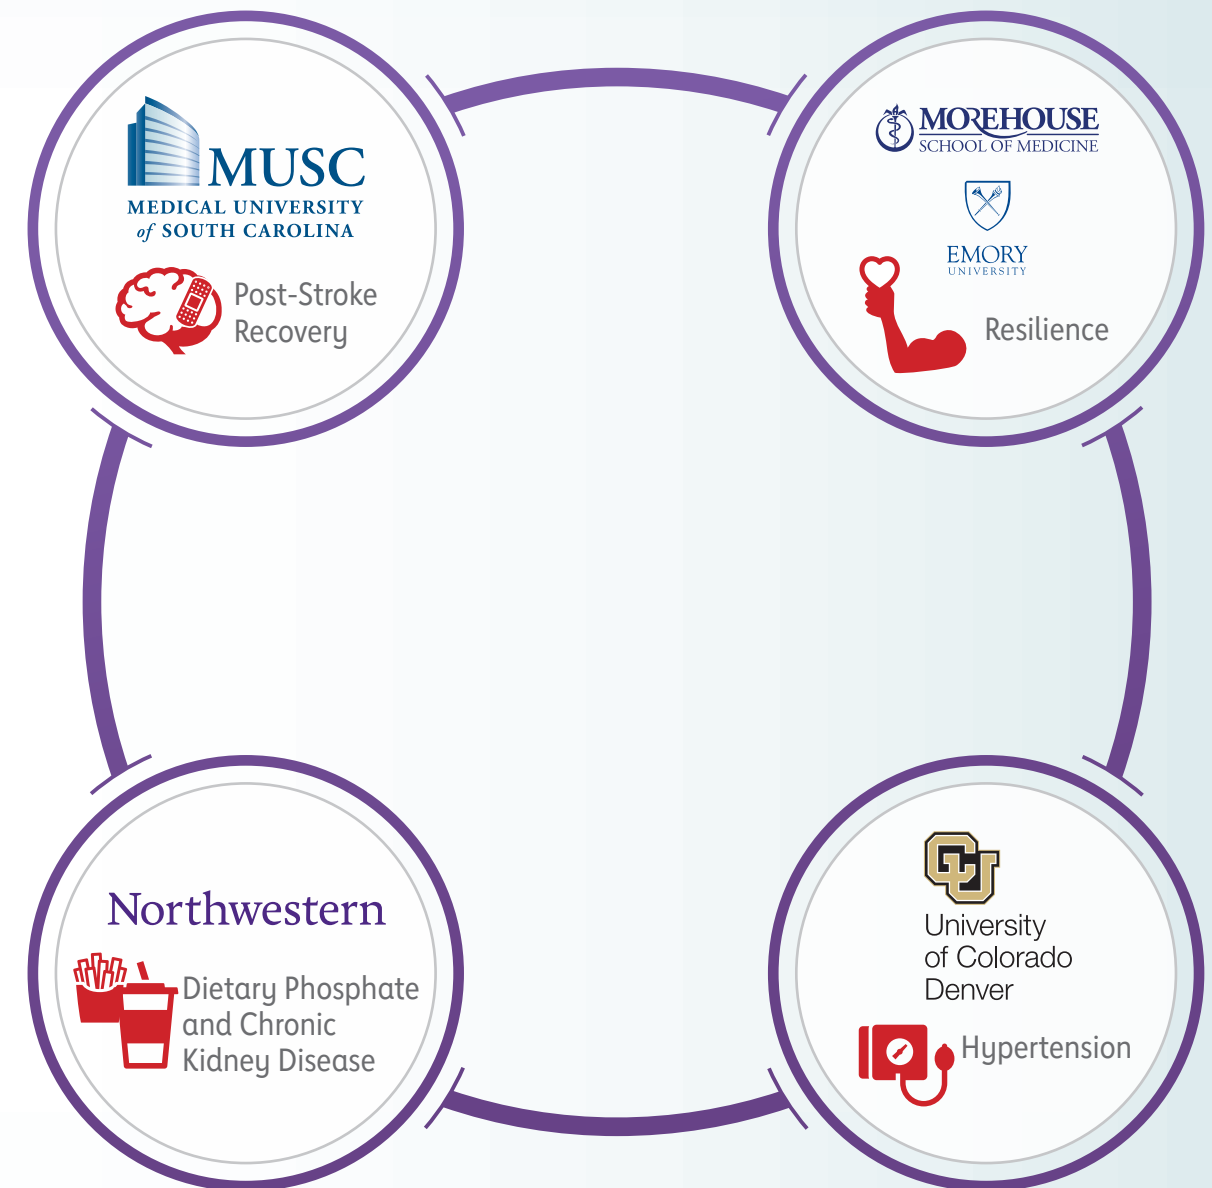 MUSC
MEDICAL UNIVERSITY
of SOUTH CAROLINA
Post-Stroke
Recovery
MOREHOUSE
SCHOOL OF MEDICINE
EMORY
UNIVERSITY
Resilience
Northwestern
Dietary Phosphate
and Chronic
Kidney Disease
CU
University
of Colorado
Denver
Hypertension